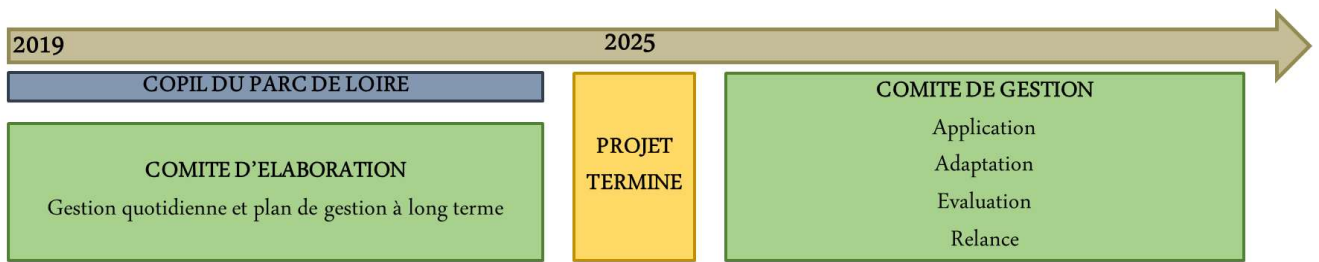 2019
2025
COPIL DU PARC DE LOIRE
COMITE D'ELABORATION
Gestion quotidienne et plan de gestion à long terme
PROJET
TERMINE
COMITE DE GESTION
Application
Adaptation
Evaluation
Relance